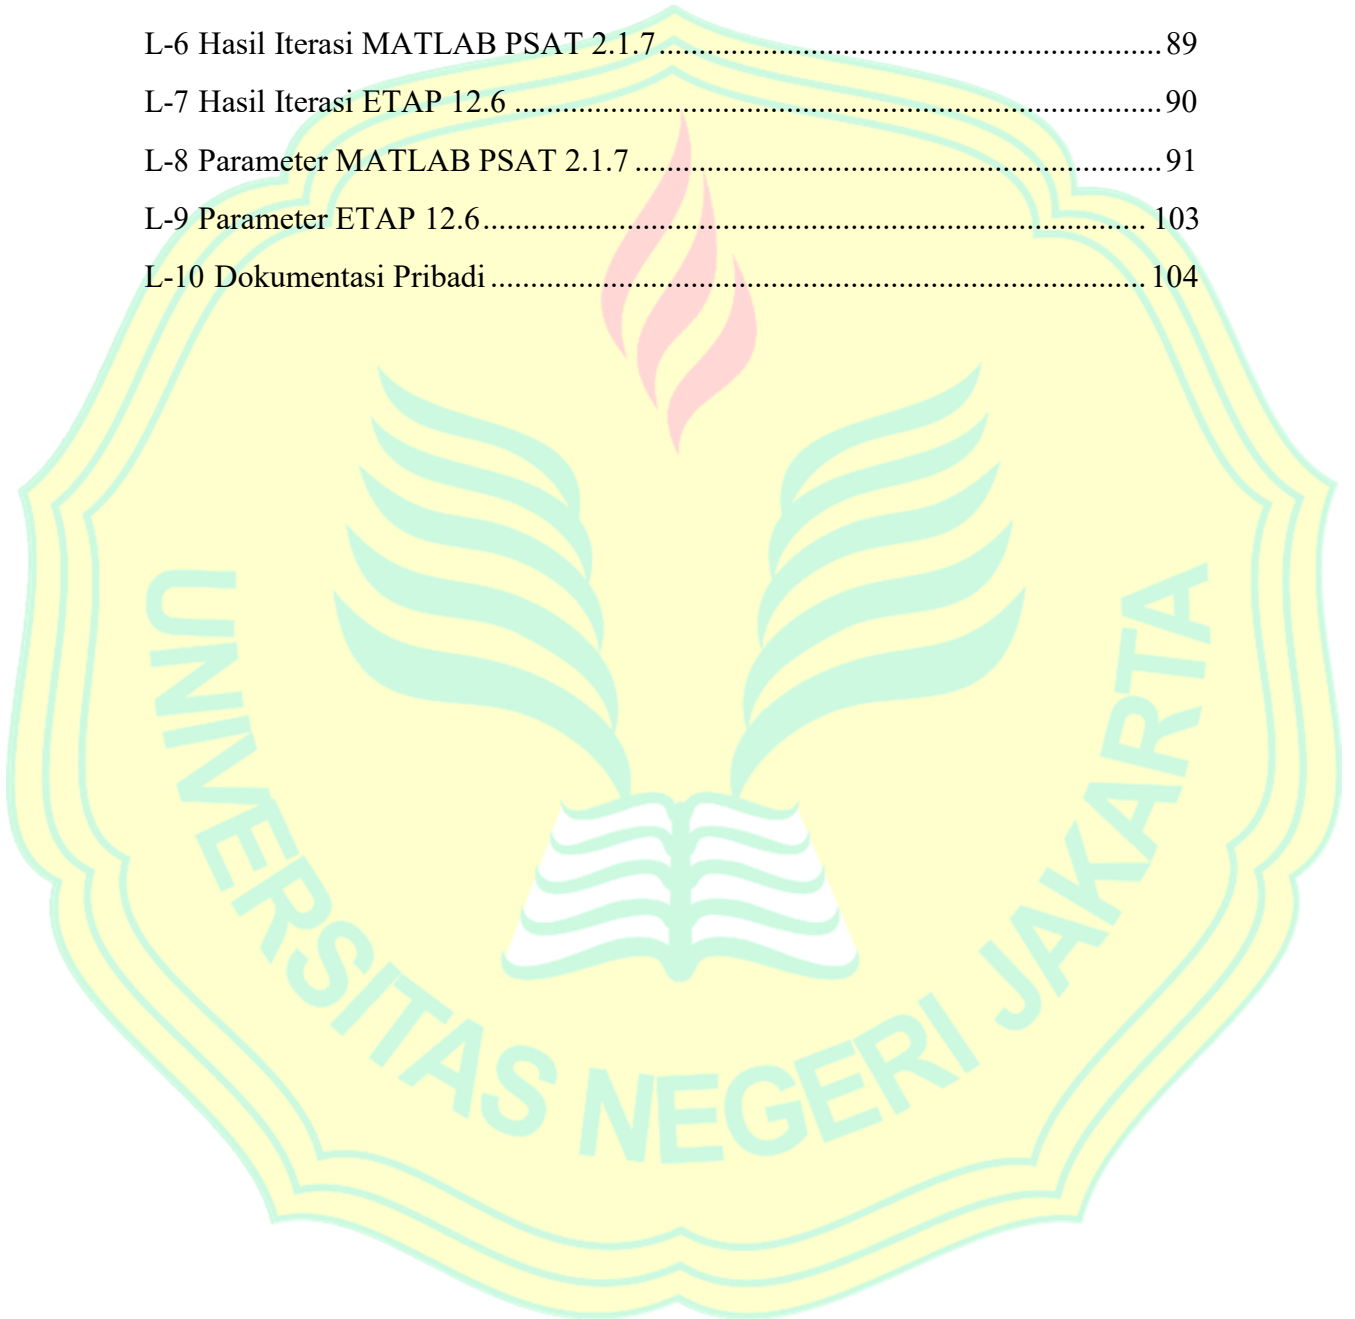 L-6 Hasil Iterasi MATLAB PSAT 2.1.7 89
L-7 Hasil Iterasi ETAP 12.6 90
L-8 Parameter MATLAB PSAT 2.1.7 91
L-9 Parameter ETAP 12.6 103
L-10 Dokumentasi Pribadi 104
UNIVERSITAS NEGERI JAKARTA